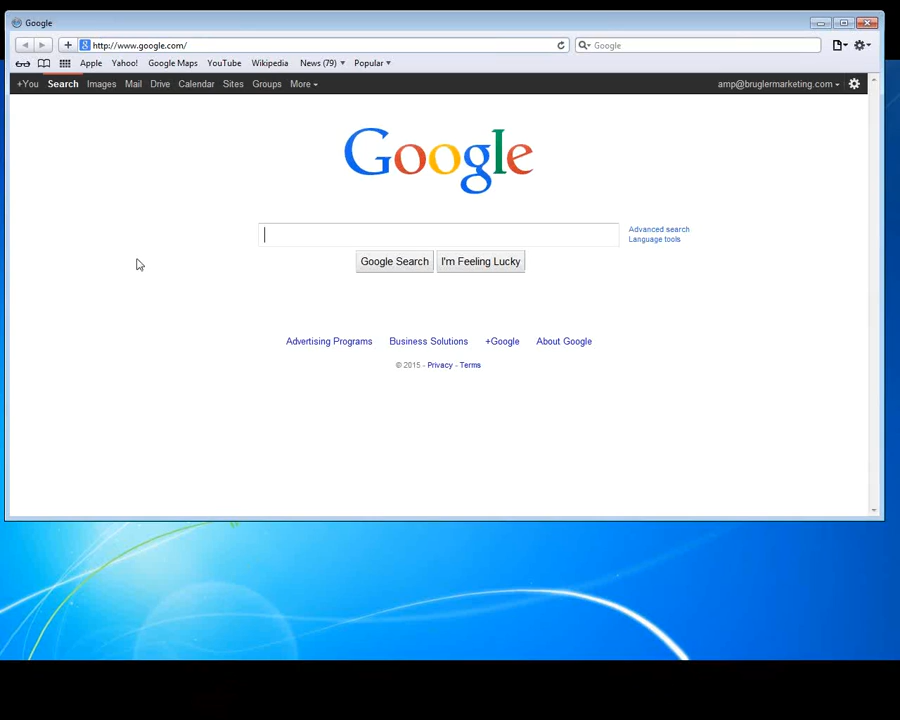 Google
http://www.google.com/
Google
Apple Yahoo! Google Maps YouTube Wikipedia News (79) Popular
+You Search Images Mail Drive Calendar Sites Groups More amp@bruglermarketing.com
Google
Advanced search
Language tools
Google Search I'm Feeling Lucky
Advertising Programs Business Solutions +Google About Google
© 2015 - Privacy - Terms